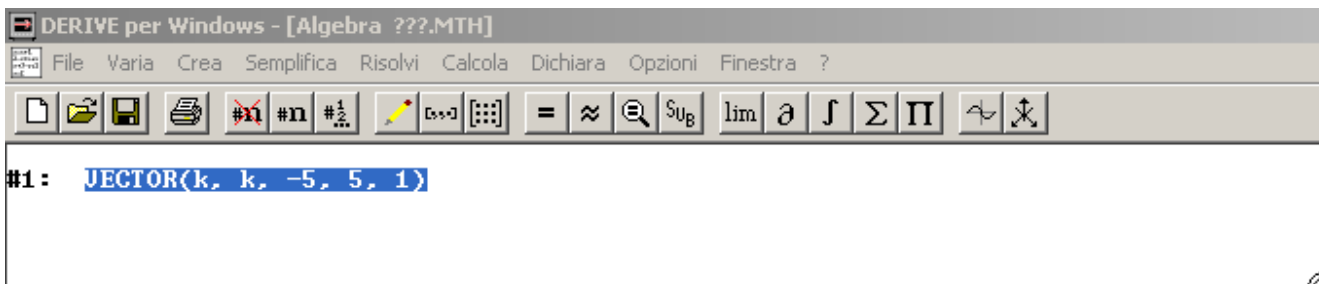 DERIVE per Windows - [Algebra ???.MTH]
File Varia Crea Semplifica Risolvi Calcola Dichiara Opzioni Finestra ?
#n #n = ≈ SUB lim ∂ ∫ Σ Π
#1: VECTOR(k, k, -5, 5, 1)